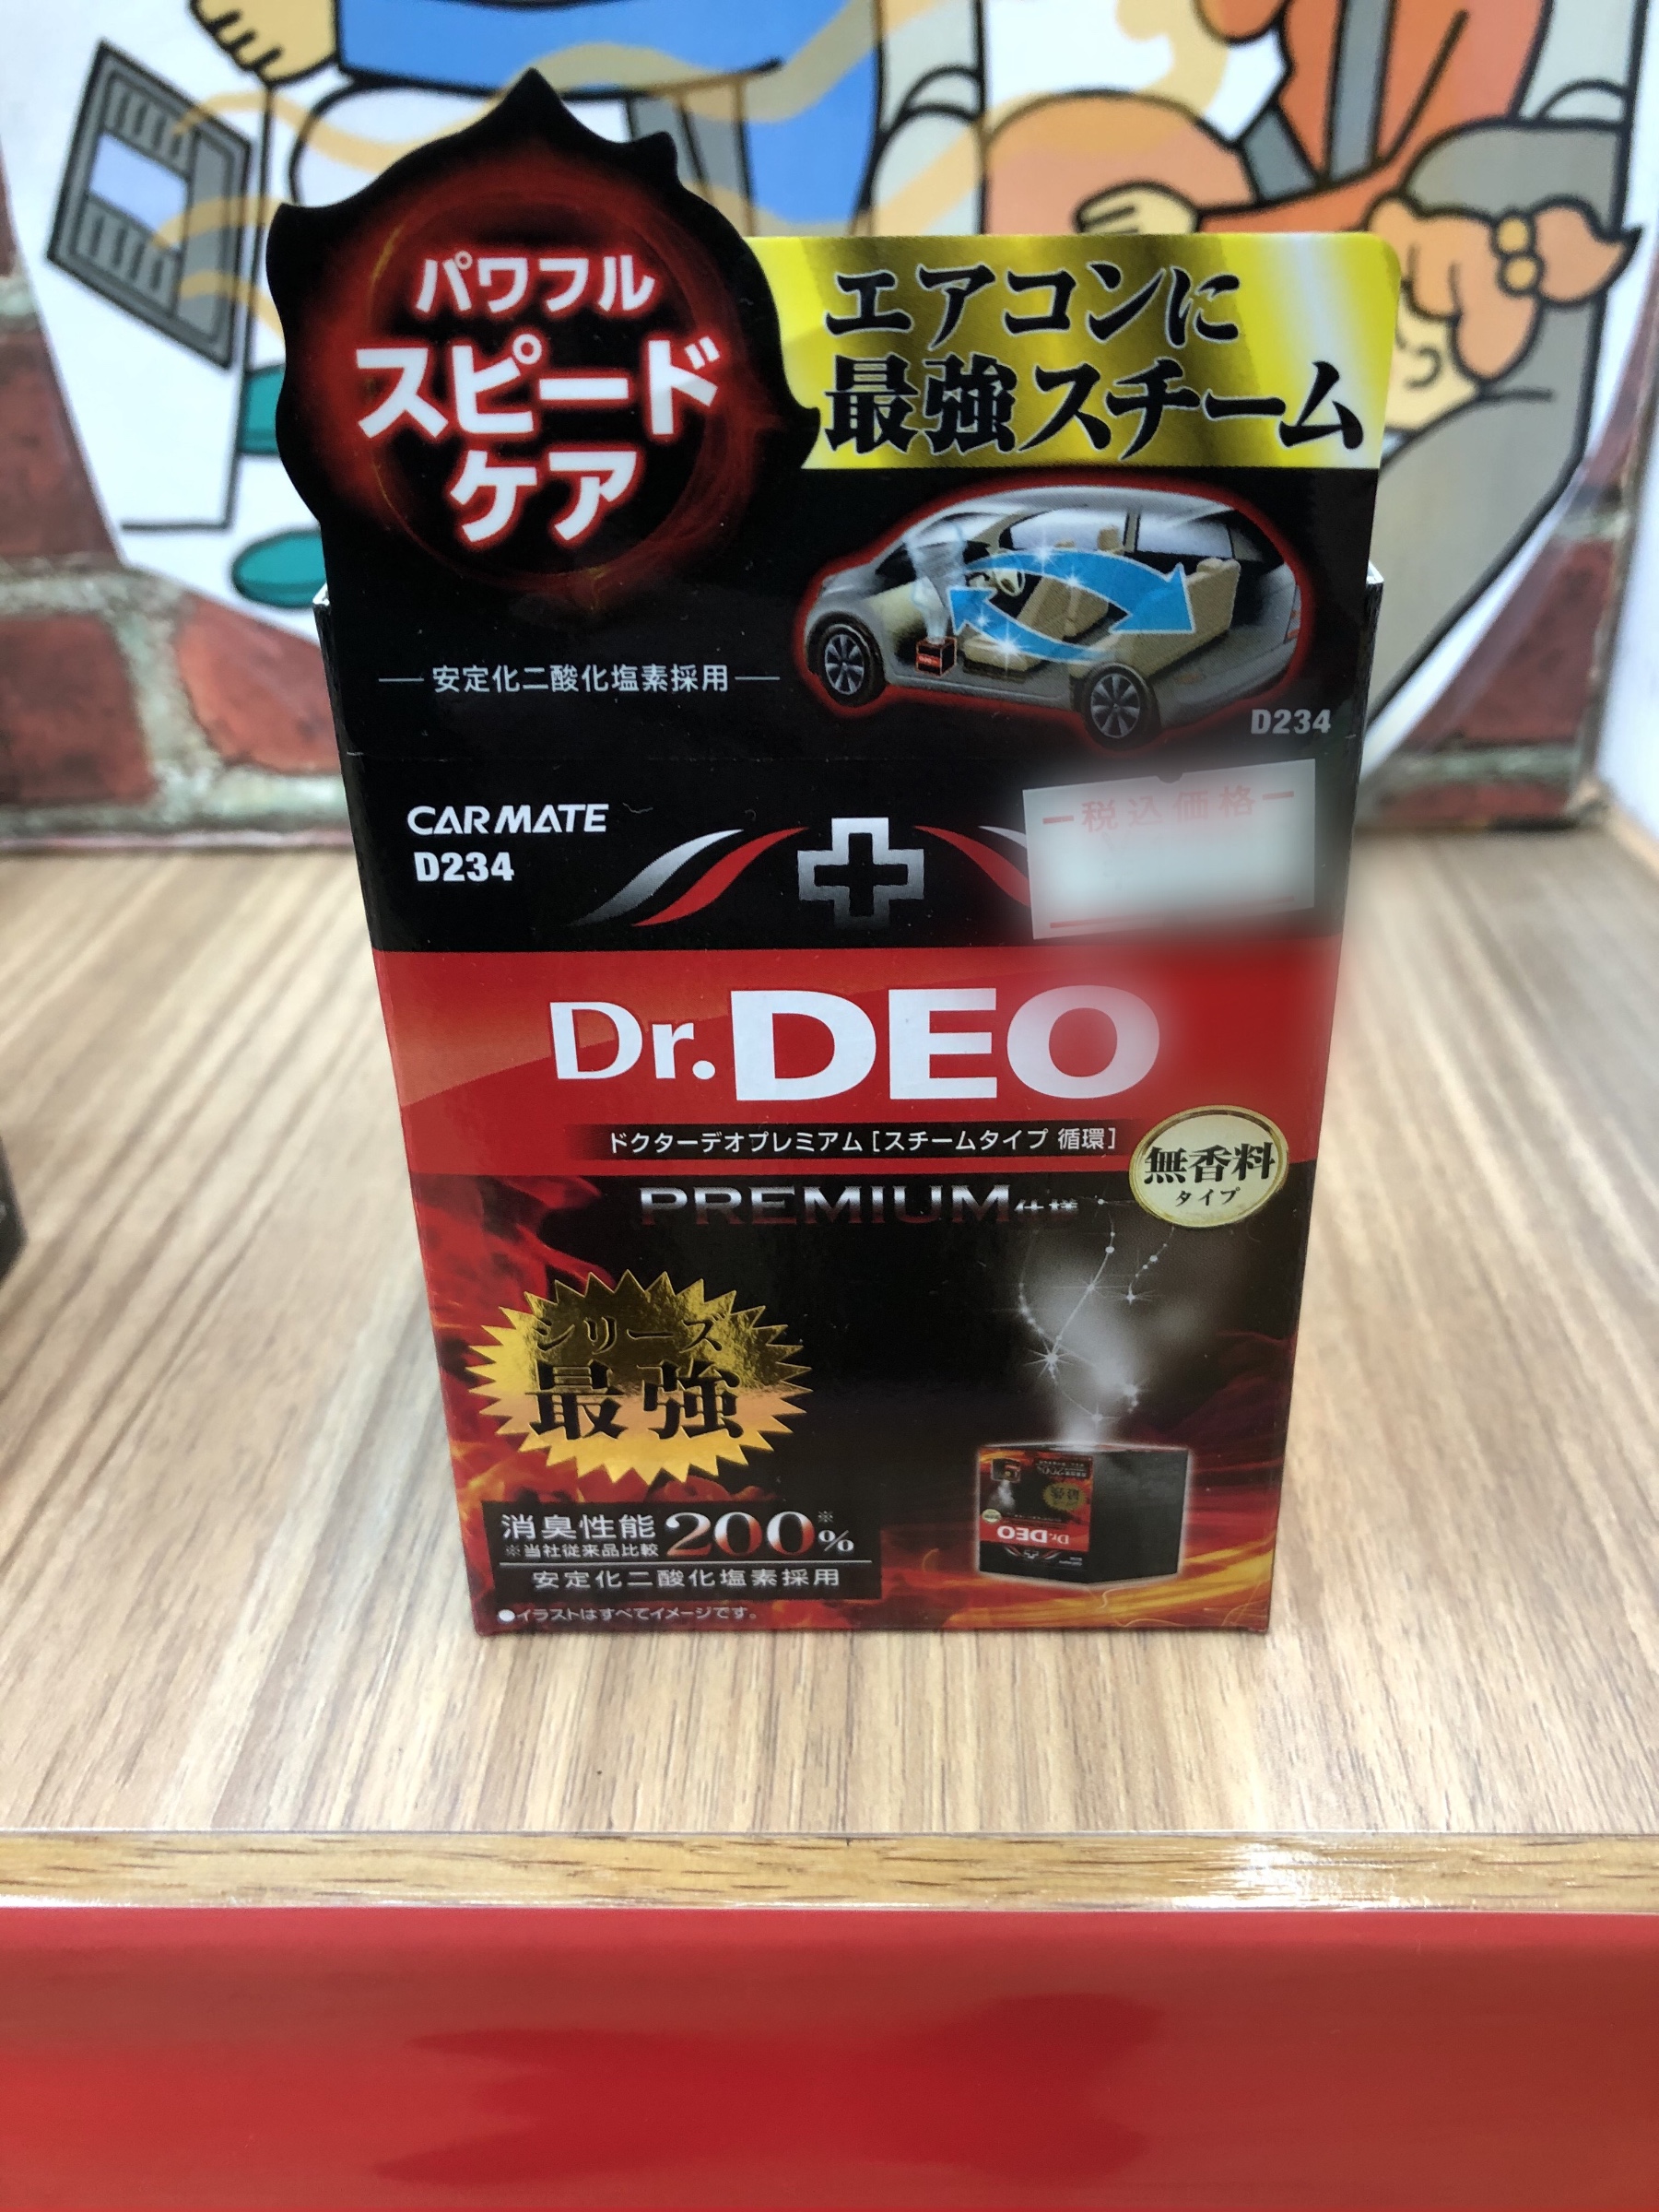 パワフル
スピード
ケア
エアコンに
最強スチーム
安定化二酸化塩素採用
D234
CARMATE
D234
税込価格
Dr.DEO
ドクターデオプレミアム[スチームタイプ 循環]
無香料
タイプ
PREMIUM仕様
シリーズ
最強
消臭性能200%※
※当社従来品比較
安定化二酸化塩素採用
●イラストはすべてイメージです。
Dr.DEO